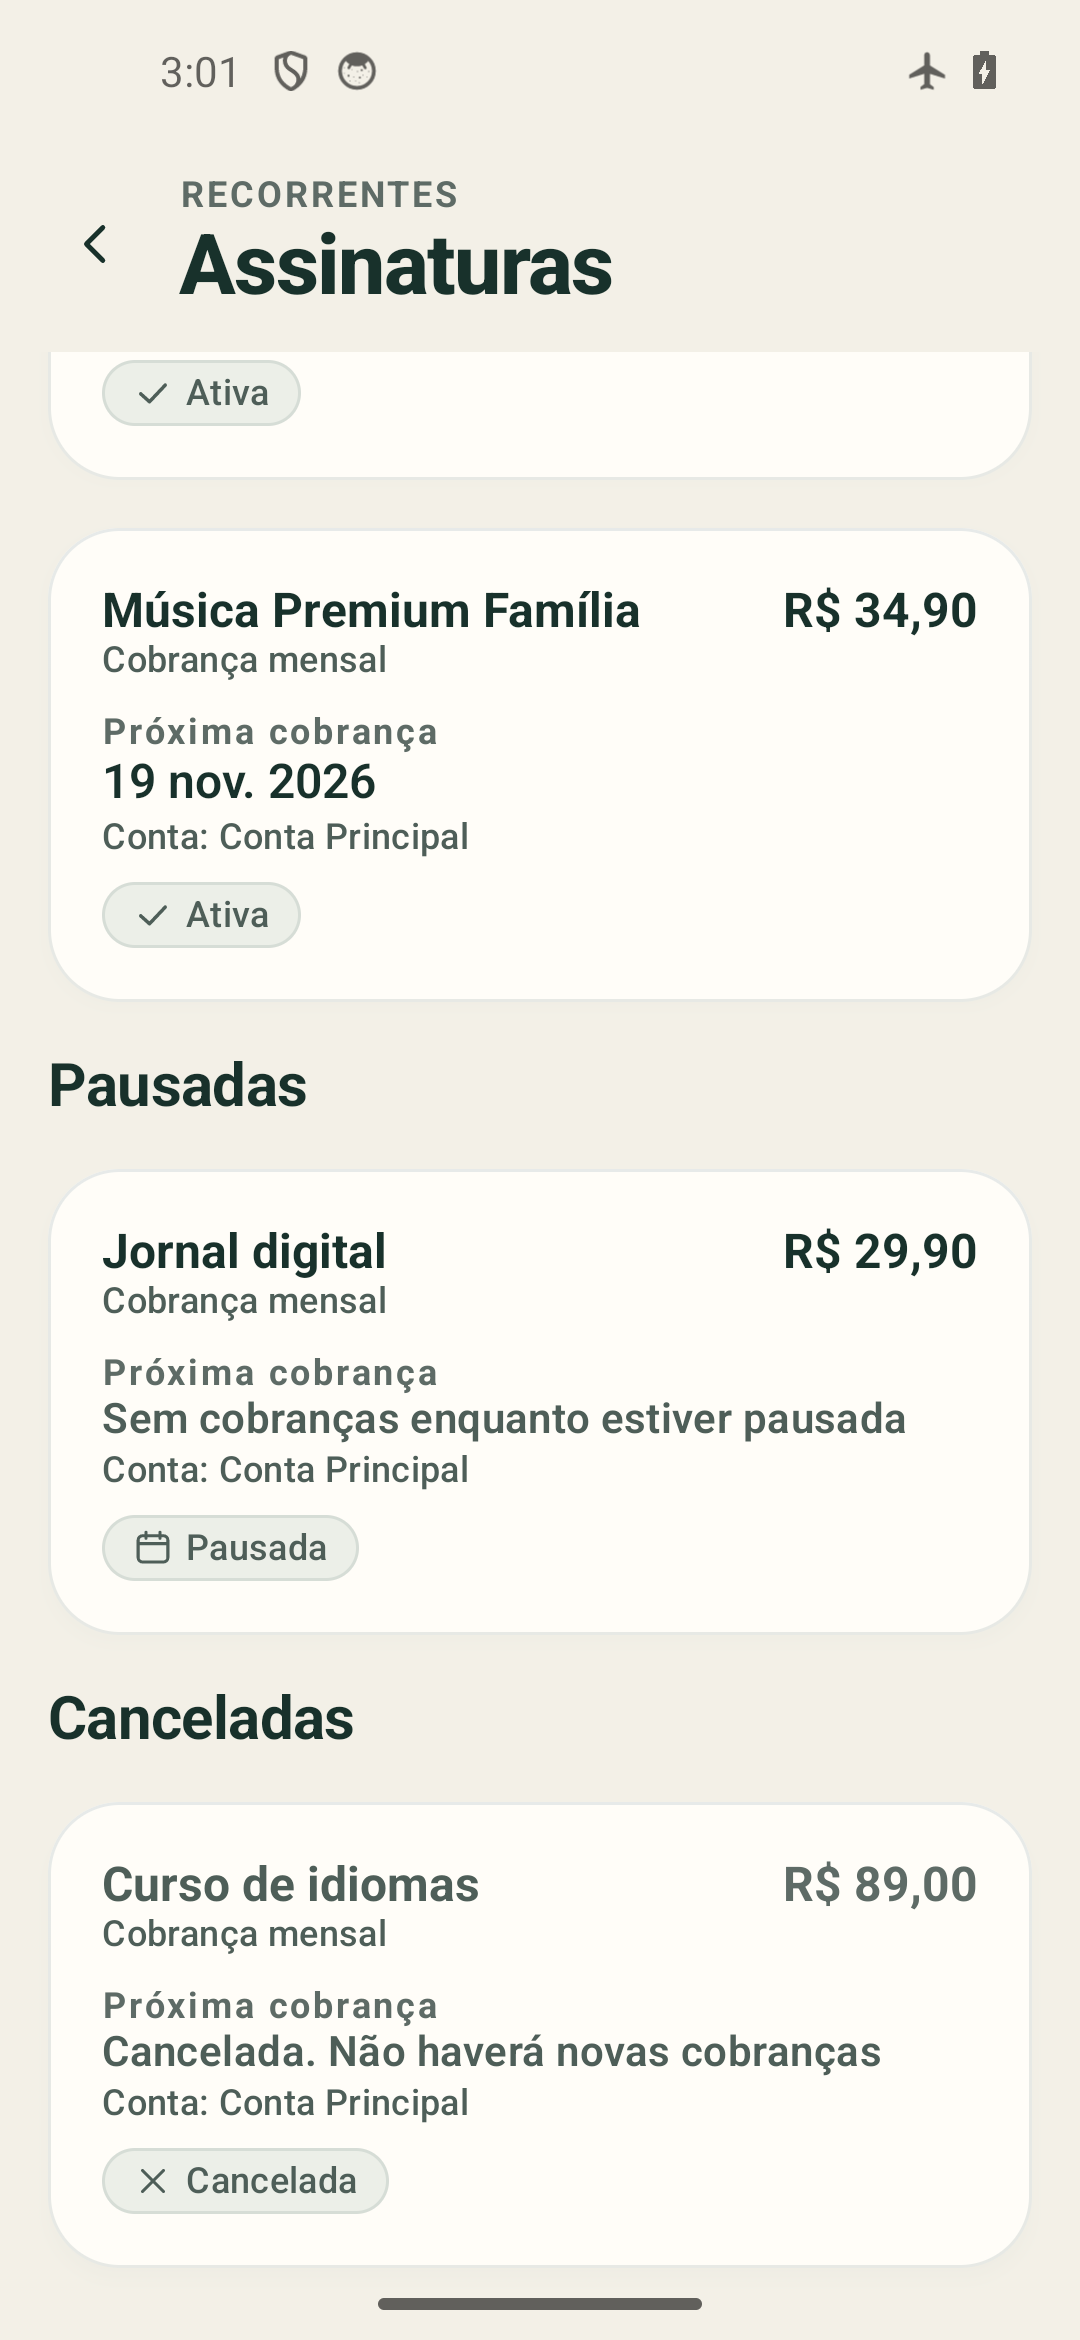 3:01
RECORRENTES
Assinaturas
Ativa
Música Premium Família
R$ 34,90
Cobrança mensal
Próxima cobrança
19 nov. 2026
Conta: Conta Principal
Ativa
Pausadas
Jornal digital
R$ 29,90
Cobrança mensal
Próxima cobrança
Sem cobranças enquanto estiver pausada
Conta: Conta Principal
Pausada
Canceladas
Curso de idiomas
R$ 89,00
Cobrança mensal
Próxima cobrança
Cancelada. Não haverá novas cobranças
Conta: Conta Principal
Cancelada